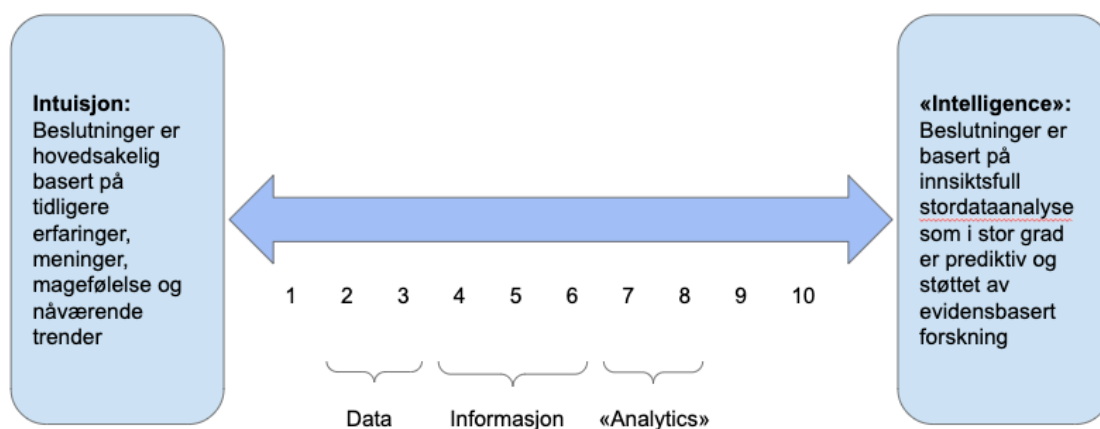 Intuisjon:
Beslutninger er
hovedsakelig
basert på
tidligere
erfaringer,
meninger,
magefølelse og
nåværende
trender
«Intelligence»:
Beslutninger er
basert på
innsiktsfull
stordataanalyse
som i stor grad
er prediktiv og
støttet av
evidensbasert
forskning
1 2 3 4 5 6 7 8 9 10
Data Informasjon «Analytics»